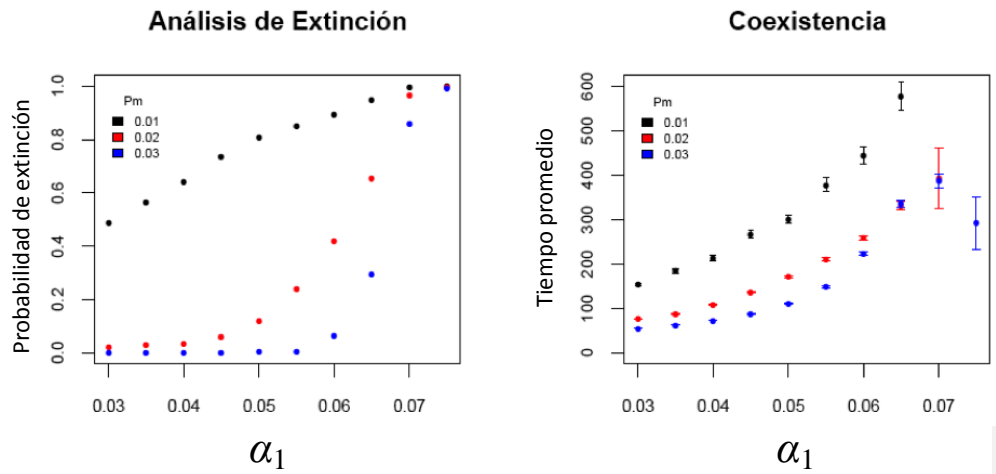 Análisis de Extinción
Probabilidad de extinción
1.0
0.8
0.6
0.4
0.2
0.0
Pm
0.01
0.02
0.03
0.03 0.04 0.05 0.06 0.07
α1
Coexistencia
Tiempo promedio
600
500
400
300
200
100
0
Pm
0.01
0.02
0.03
0.03 0.04 0.05 0.06 0.07
α1